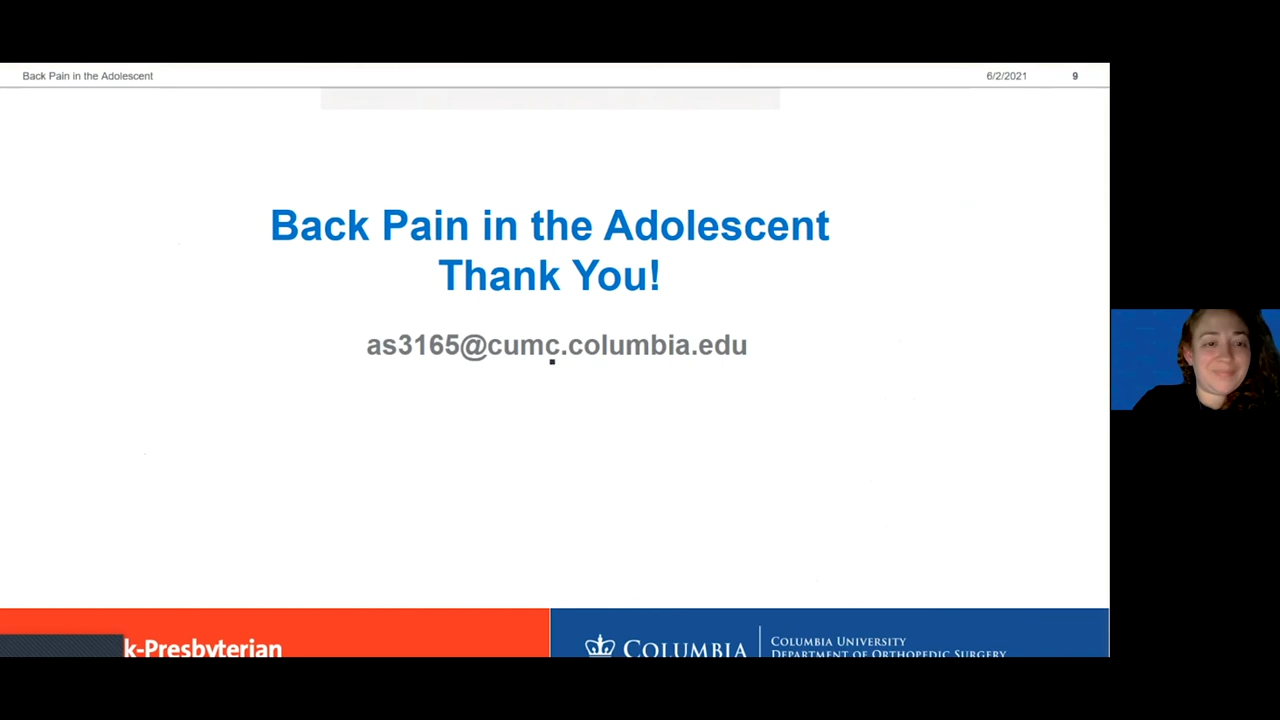 Back Pain in the Adolescent
6/2/2021
9
Back Pain in the Adolescent
Thank You!
as3165@cumc.columbia.edu
k-Presbyterian
COLUMBIA
COLUMBIA UNIVERSITY
DEPARTMENT OF ORTHOPEDIC SURGERY